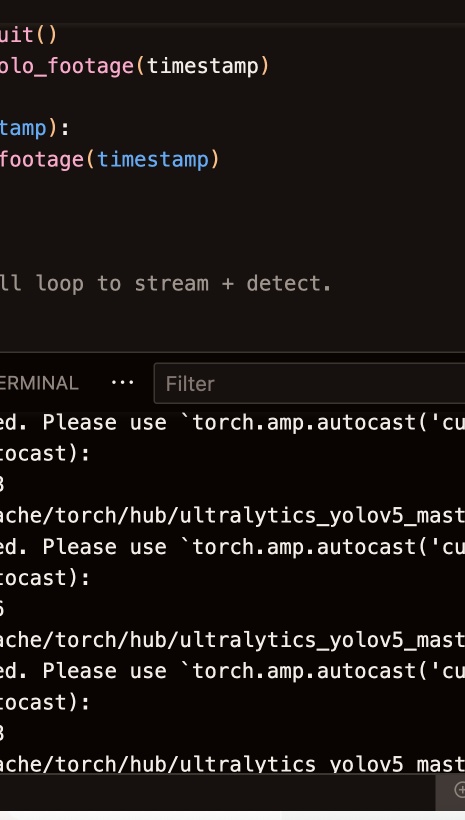 uit()
olo_footage(timestamp)
tamp):
footage(timestamp)
ll loop to stream + detect.
ERMINAL ··· Filter
ed. Please use `torch.amp.autocast('cu
tocast):
3
ache/torch/hub/ultralytics_yolov5_mast
ed. Please use `torch.amp.autocast('cu
tocast):
6
ache/torch/hub/ultralytics_yolov5_mast
ed. Please use `torch.amp.autocast('cu
tocast):
3
ache/torch/hub/ultralytics_yolov5_mast